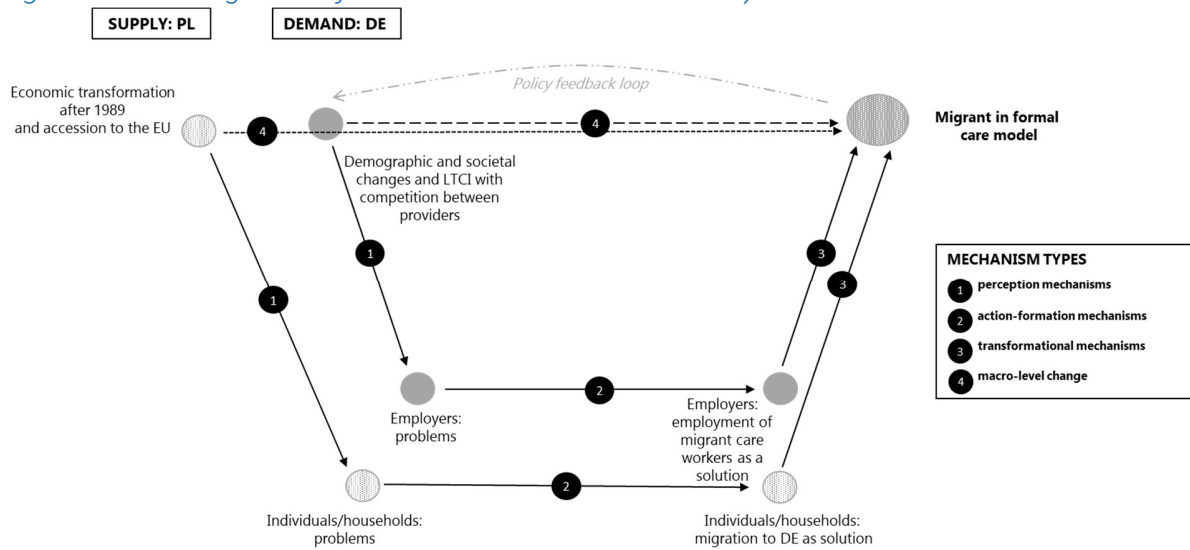 SUPPLY: PL
DEMAND: DE
Policy feedback loop
Economic transformation
after 1989
and accession to the EU
4
4
Migrant in formal
care model
Demographic and societal
changes and LTCI with
competition between
providers
1
3
1
3
MECHANISM TYPES
1 perception mechanisms
2 action-formation mechanisms
3 transformational mechanisms
4 macro-level change
2
Employers:
problems
Employers:
employment of
migrant care
workers as a
solution
2
Individuals/households:
problems
Individuals/households:
migration to DE as solution